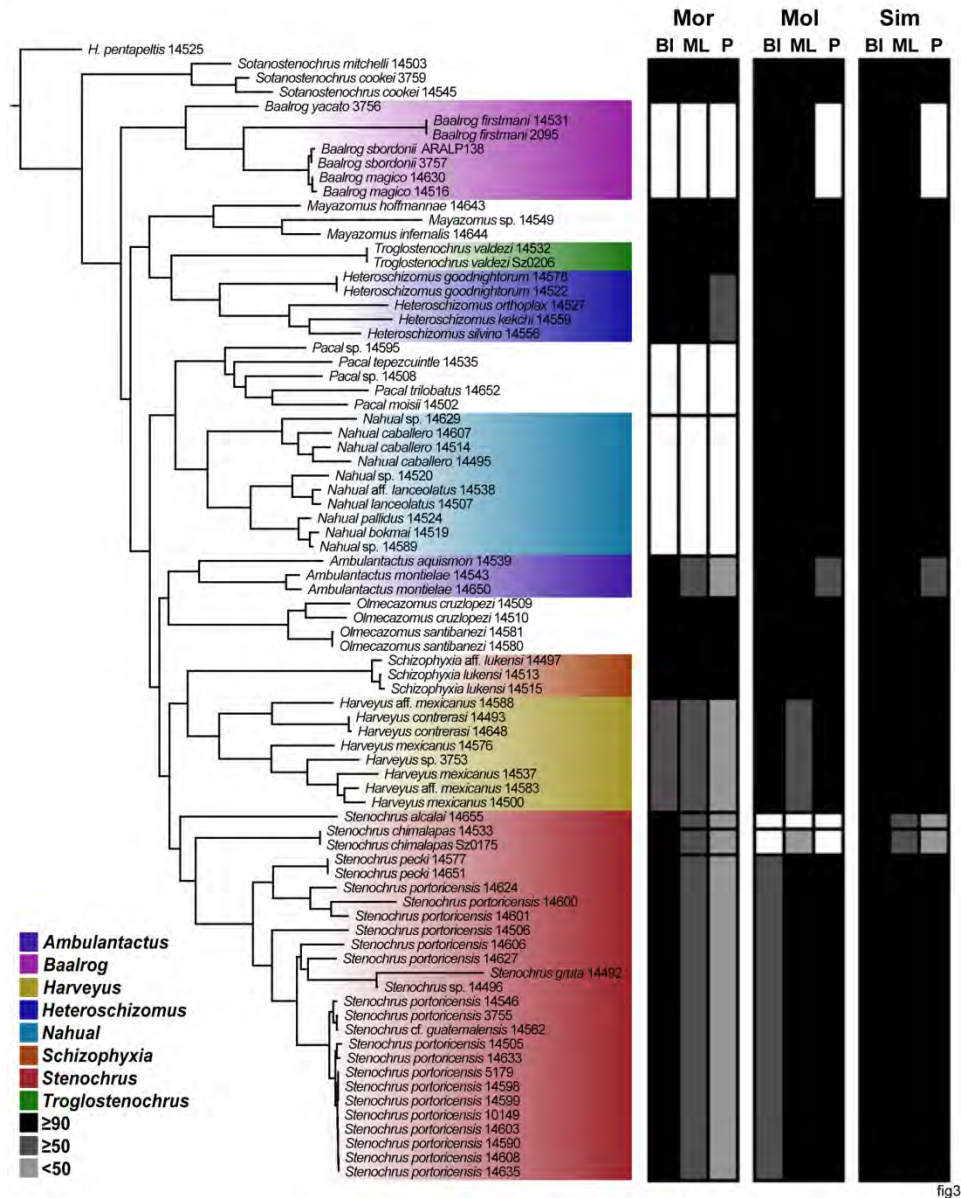 Mor Mol Sim
BI ML P BI ML P BI ML P
H. pentapeltis 14525
Sotanostenochrus mitchelli 14503
Sotanostenochrus cookei 3759
Sotanostenochrus cookei 14545
Baalrog yacato 3756
Baalrog firstmani 14531
Baalrog firstmani 2095
Baalrog sbordonii ARALP138
Baalrog sbordonii 3757
Baalrog magico 14630
Baalrog magico 14516
Mayazomus hoffmannae 14643
Mayazomus sp. 14549
Mayazomus infernalis 14644
Troglostenochrus valdezi 14532
Troglostenochrus valdezi Sz0206
Heteroschizomus goodnightorum 14578
Heteroschizomus goodnightorum 14522
Heteroschizomus orthoplax 14527
Heteroschizomus kekchi 14559
Heteroschizomus silvino 14556
Pacal sp. 14595
Pacal tepezcuintle 14535
Pacal sp. 14508
Pacal trilobatus 14652
Pacal moisii 14502
Nahual sp. 14629
Nahual caballero 14607
Nahual caballero 14514
Nahual caballero 14495
Nahual sp. 14520
Nahual aff. lanceolatus 14538
Nahual lanceolatus 14507
Nahual pallidus 14524
Nahual bokmai 14519
Nahual sp. 14589
Ambulantactus aquismon 14539
Ambulantactus montielae 14543
Ambulantactus montielae 14650
Olmecazomus cruzlopezi 14509
Olmecazomus cruzlopezi 14510
Olmecazomus santibanezi 14581
Olmecazomus santibanezi 14580
Schizophyxia aff. lukensi 14497
Schizophyxia lukensi 14513
Schizophyxia lukensi 14515
Harveyus aff. mexicanus 14588
Harveyus contrerasi 14493
Harveyus contrerasi 14648
Harveyus mexicanus 14576
Harveyus sp. 3753
Harveyus mexicanus 14537
Harveyus aff. mexicanus 14583
Harveyus mexicanus 14500
Stenochrus alcalai 14655
Stenochrus chimalapas 14533
Stenochrus chimalapas Sz0175
Stenochrus pecki 14577
Stenochrus pecki 14651
Stenochrus portoricensis 14624
Stenochrus portoricensis 14600
Stenochrus portoricensis 14601
Stenochrus portoricensis 14506
Stenochrus portoricensis 14606
Stenochrus portoricensis 14627
Stenochrus gruta 14492
Stenochrus sp. 14496
Stenochrus portoricensis 14546
Stenochrus portoricensis 3755
Stenochrus cf. guatemalensis 14562
Stenochrus portoricensis 14505
Stenochrus portoricensis 14633
Stenochrus portoricensis 5179
Stenochrus portoricensis 14598
Stenochrus portoricensis 14599
Stenochrus portoricensis 10149
Stenochrus portoricensis 14603
Stenochrus portoricensis 14590
Stenochrus portoricensis 14608
Stenochrus portoricensis 14635
Ambulantactus
Baalrog
Harveyus
Heteroschizomus
Nahual
Schizophyxia
Stenochrus
Troglostenochrus
≥90
≥50
<50
fig3